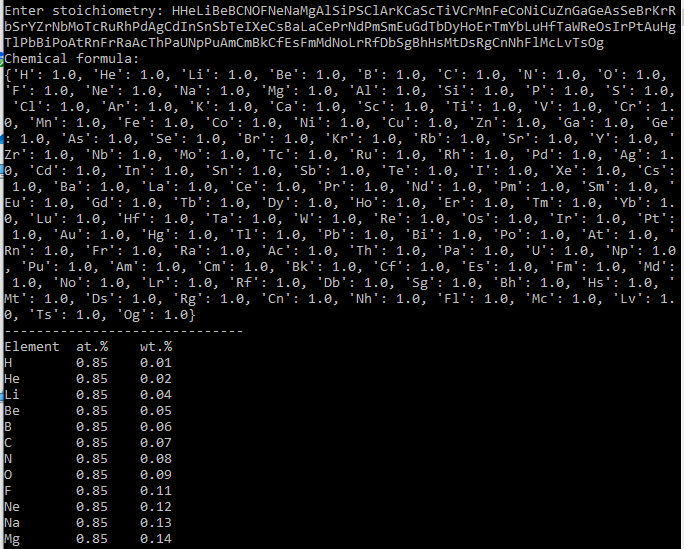 Enter stoichiometry: HHeLiBeBCNOFNeNaMgAlSiPSClArKCaScTiVCrMnFeCoNiCuZnGaGeAsSeBrKrR
bSrYZrNbMoTcRuRhPdAgCdInSnSbTeIXeCsBaLaCePrNdPmSmEuGdTbDyHoErTmYbLuHfTaWReOsIrPtAuHg
TlPbBiPoAtRnFrRaAcThPaUNpPuAmCmBkCfEsFmMdNoLrRfDbSgBhHsMtDsRgCnNhFlMcLvTsOg
Chemical formula:
{'H': 1.0, 'He': 1.0, 'Li': 1.0, 'Be': 1.0, 'B': 1.0, 'C': 1.0, 'N': 1.0, 'O': 1.0,
'F': 1.0, 'Ne': 1.0, 'Na': 1.0, 'Mg': 1.0, 'Al': 1.0, 'Si': 1.0, 'P': 1.0, 'S': 1.0,
'Cl': 1.0, 'Ar': 1.0, 'K': 1.0, 'Ca': 1.0, 'Sc': 1.0, 'Ti': 1.0, 'V': 1.0, 'Cr': 1.
0, 'Mn': 1.0, 'Fe': 1.0, 'Co': 1.0, 'Ni': 1.0, 'Cu': 1.0, 'Zn': 1.0, 'Ga': 1.0, 'Ge'
: 1.0, 'As': 1.0, 'Se': 1.0, 'Br': 1.0, 'Kr': 1.0, 'Rb': 1.0, 'Sr': 1.0, 'Y': 1.0, '
Zr': 1.0, 'Nb': 1.0, 'Mo': 1.0, 'Tc': 1.0, 'Ru': 1.0, 'Rh': 1.0, 'Pd': 1.0, 'Ag': 1.
0, 'Cd': 1.0, 'In': 1.0, 'Sn': 1.0, 'Sb': 1.0, 'Te': 1.0, 'I': 1.0, 'Xe': 1.0, 'Cs'
: 1.0, 'Ba': 1.0, 'La': 1.0, 'Ce': 1.0, 'Pr': 1.0, 'Nd': 1.0, 'Pm': 1.0, 'Sm': 1.0, '
Eu': 1.0, 'Gd': 1.0, 'Tb': 1.0, 'Dy': 1.0, 'Ho': 1.0, 'Er': 1.0, 'Tm': 1.0, 'Yb': 1.
0, 'Lu': 1.0, 'Hf': 1.0, 'Ta': 1.0, 'W': 1.0, 'Re': 1.0, 'Os': 1.0, 'Ir': 1.0, 'Pt'
: 1.0, 'Au': 1.0, 'Hg': 1.0, 'Tl': 1.0, 'Pb': 1.0, 'Bi': 1.0, 'Po': 1.0, 'At': 1.0, '
Rn': 1.0, 'Fr': 1.0, 'Ra': 1.0, 'Ac': 1.0, 'Th': 1.0, 'Pa': 1.0, 'U': 1.0, 'Np': 1.0
, 'Pu': 1.0, 'Am': 1.0, 'Cm': 1.0, 'Bk': 1.0, 'Cf': 1.0, 'Es': 1.0, 'Fm': 1.0, 'Md'
: 1.0, 'No': 1.0, 'Lr': 1.0, 'Rf': 1.0, 'Db': 1.0, 'Sg': 1.0, 'Bh': 1.0, 'Hs': 1.0, '
Mt': 1.0, 'Ds': 1.0, 'Rg': 1.0, 'Cn': 1.0, 'Nh': 1.0, 'Fl': 1.0, 'Mc': 1.0, 'Lv': 1.
0, 'Ts': 1.0, 'Og': 1.0}
------------------------------
Element at.% wt.%
H 0.85 0.01
He 0.85 0.02
Li 0.85 0.04
Be 0.85 0.05
B 0.85 0.06
C 0.85 0.07
N 0.85 0.08
O 0.85 0.09
F 0.85 0.11
Ne 0.85 0.12
Na 0.85 0.13
Mg 0.85 0.14